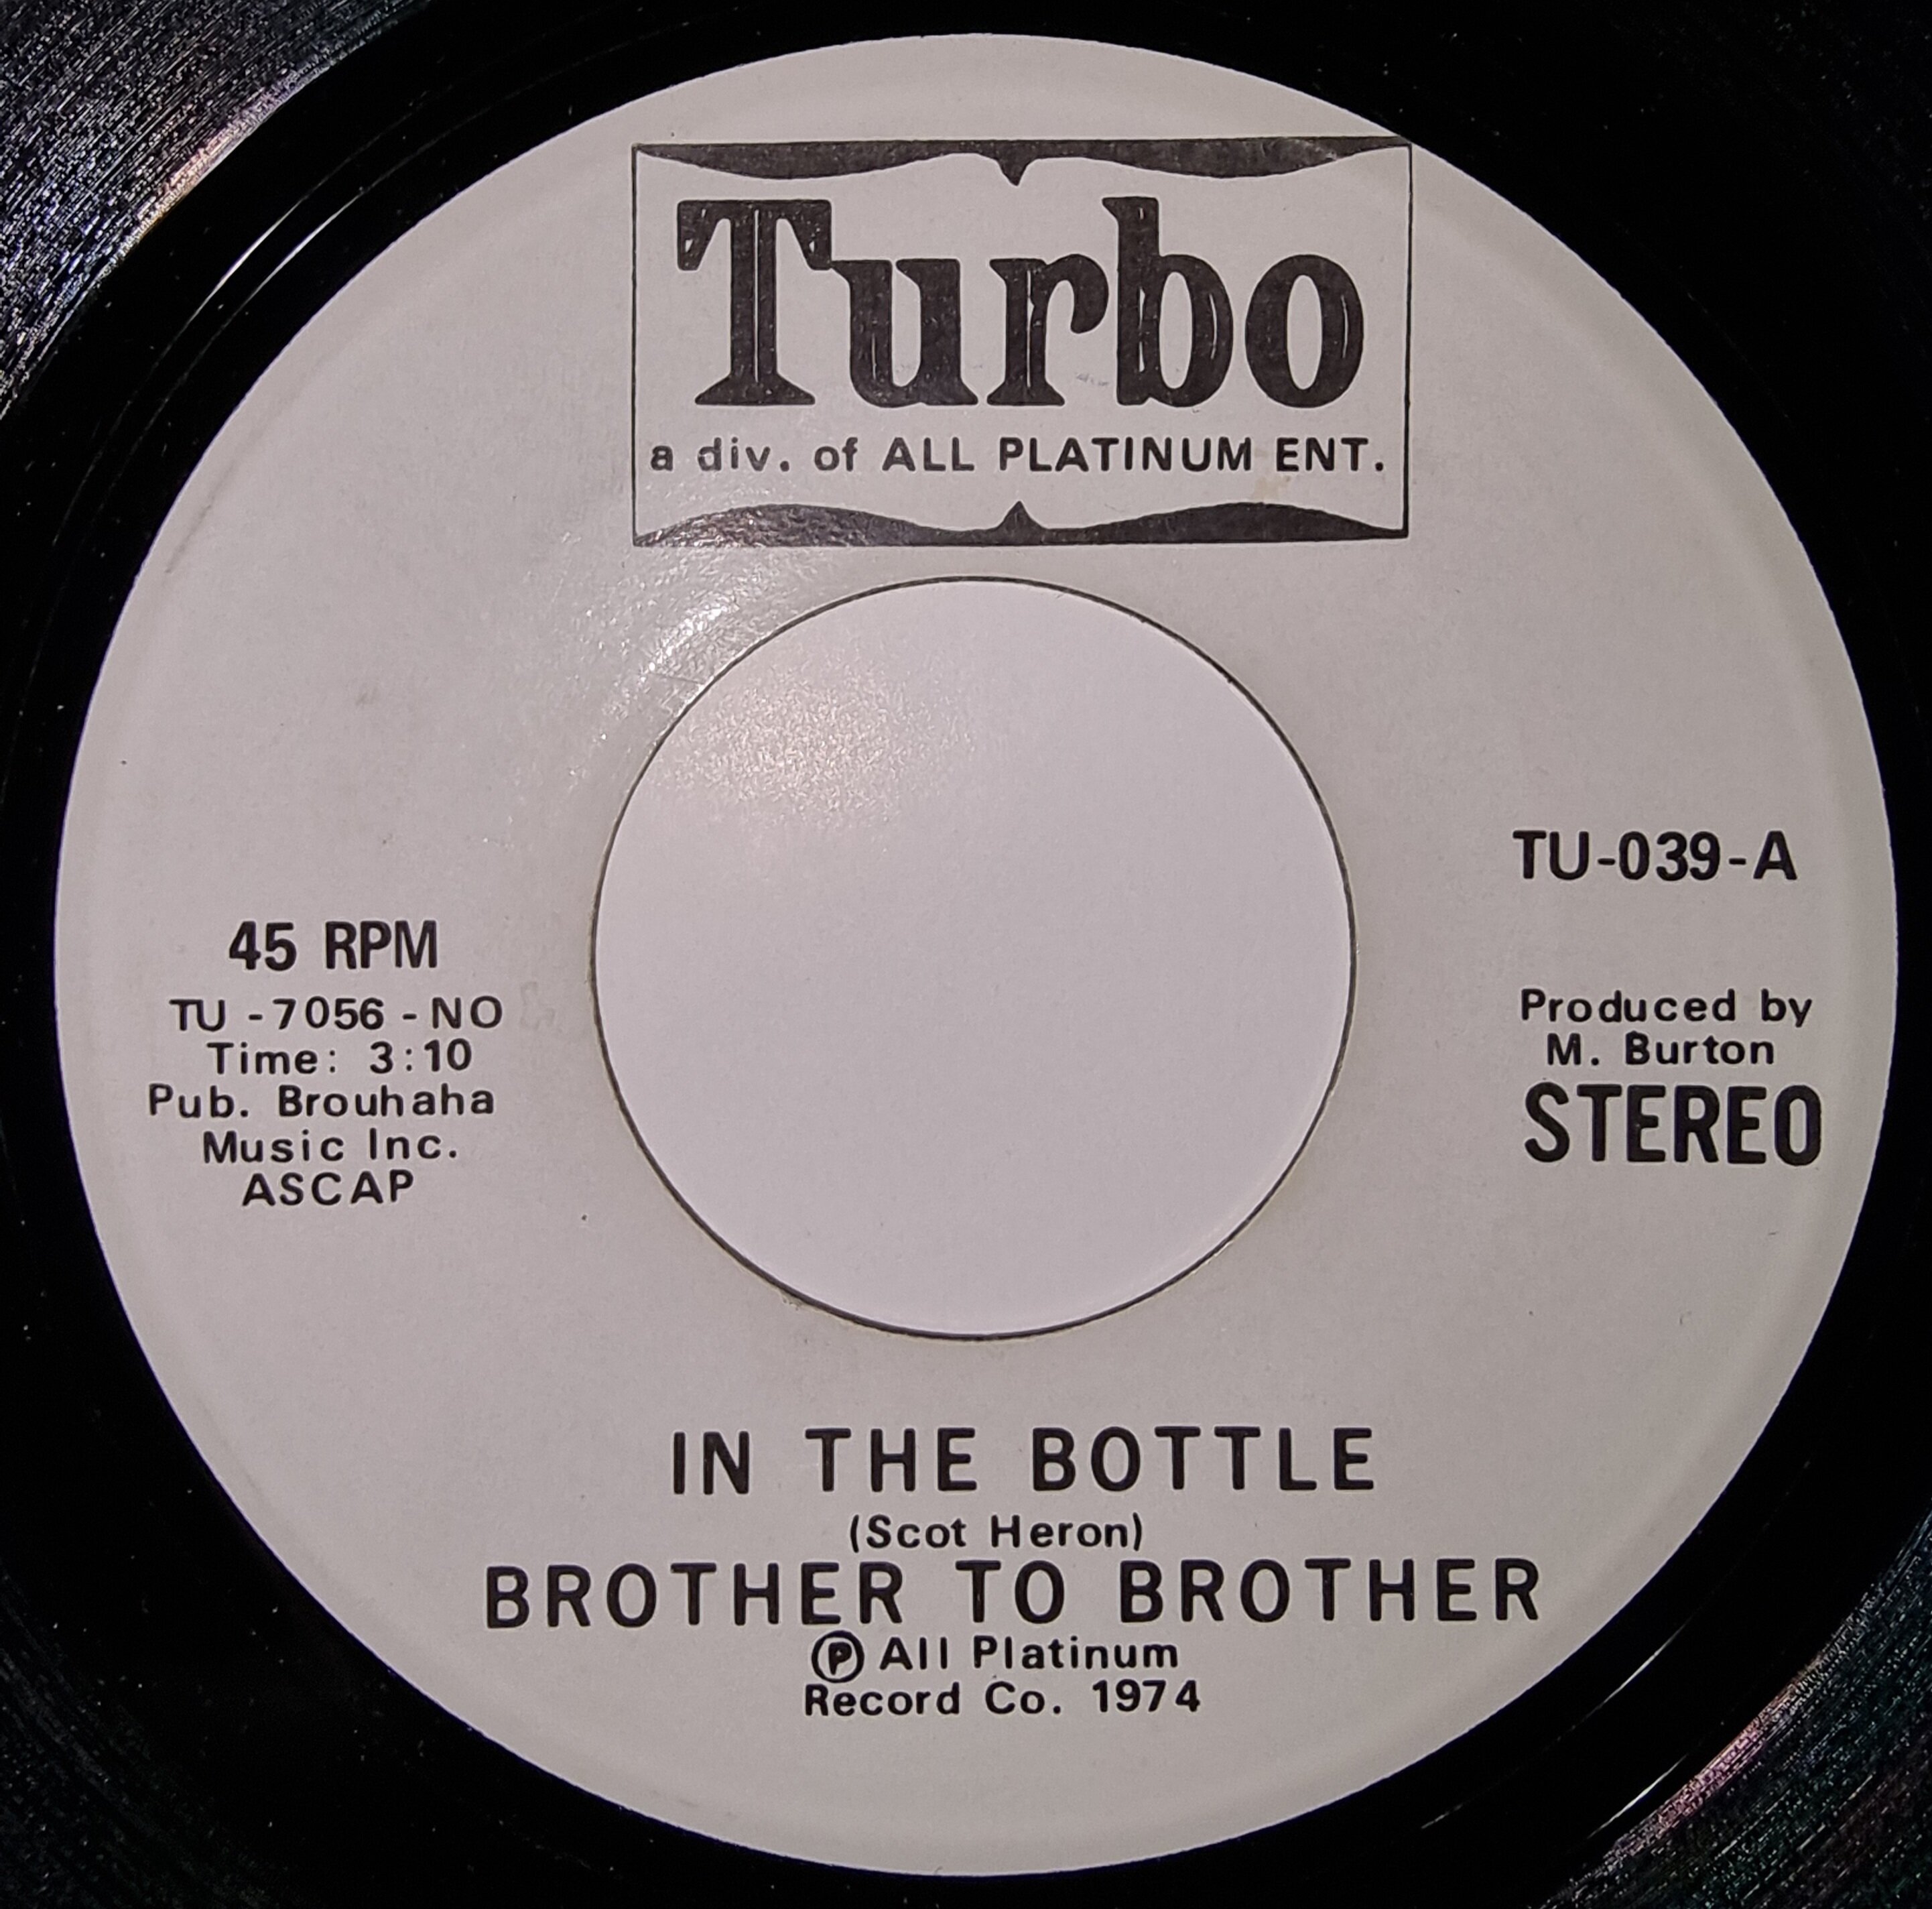 Turbo
a div. of ALL PLATINUM ENT.
45 RPM
TU -7056 -NO
Time: 3:10
Pub. Brouhaha
Music Inc.
ASCAP
TU-039-A
Produced by
M. Burton
STEREO
IN THE BOTTLE
(Scot Heron)
BROTHER TO BROTHER
Ⓟ All Platinum
Record Co. 1974